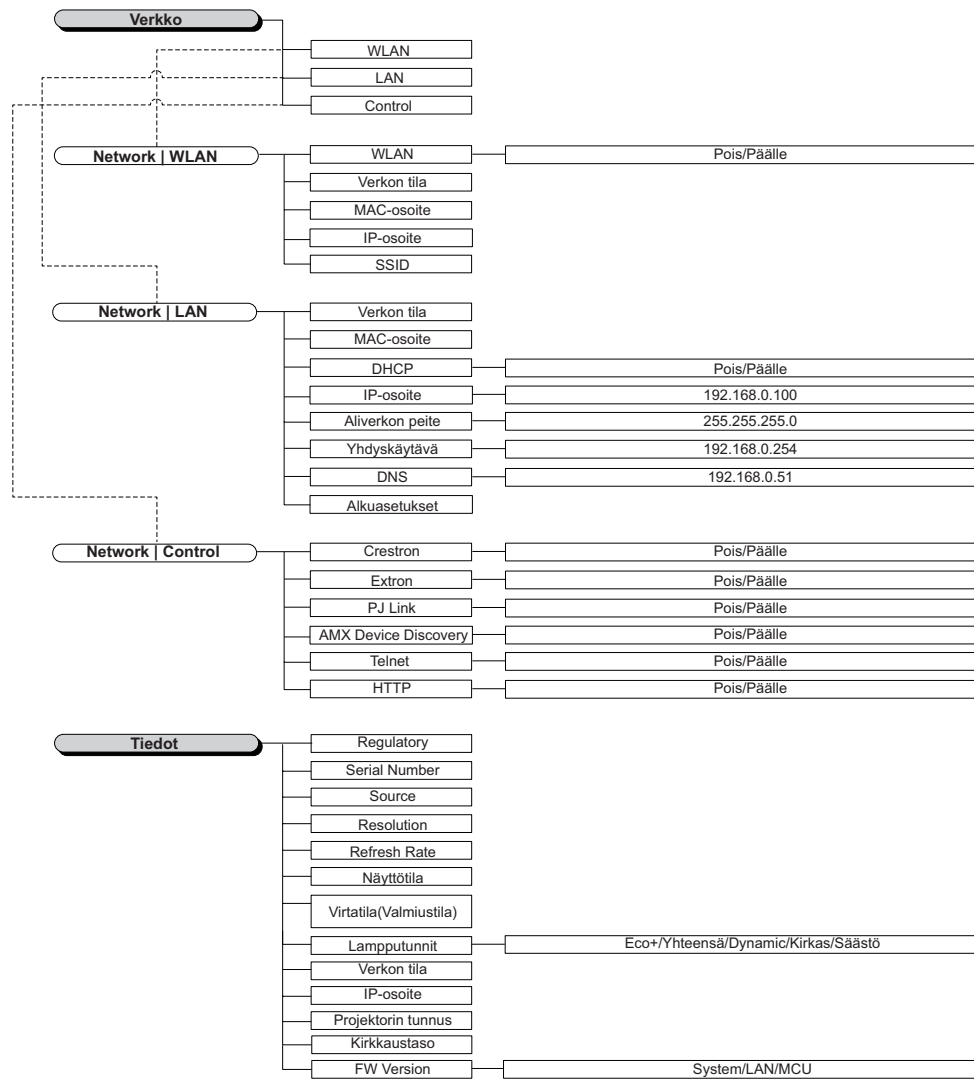 Verkko
WLAN
LAN
Control
Network | WLAN
WLAN
Pois/Päälle
Verkon tila
MAC-osoite
IP-osoite
SSID
Network | LAN
Verkon tila
MAC-osoite
DHCP
Pois/Päälle
IP-osoite
192.168.0.100
Aliverkon peite
255.255.255.0
Yhdyskäytävä
192.168.0.254
DNS
192.168.0.51
Alkuasetukset
Network | Control
Crestron
Pois/Päälle
Extron
Pois/Päälle
PJ Link
Pois/Päälle
AMX Device Discovery
Pois/Päälle
Telnet
Pois/Päälle
HTTP
Pois/Päälle
Tiedot
Regulatory
Serial Number
Source
Resolution
Refresh Rate
Näyttötila
Virtatila(Valmiustila)
Lampputunnit
Eco+/Yhteensä/Dynamic/Kirkas/Säästö
Verkon tila
IP-osoite
Projektorin tunnus
Kirkkaustaso
FW Version
System/LAN/MCU